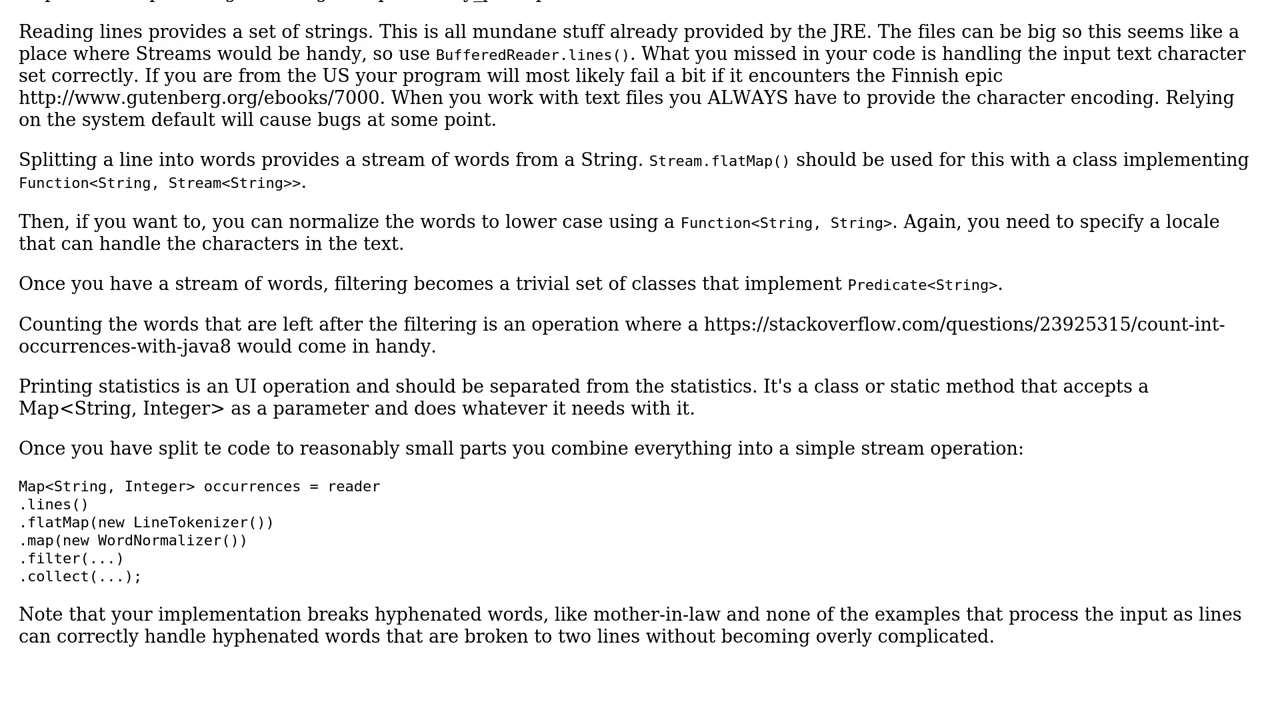 Reading lines provides a set of strings. This is all mundane stuff already provided by the JRE. The files can be big so this seems like a
place where Streams would be handy, so use BufferedReader.lines(). What you missed in your code is handling the input text character
set correctly. If you are from the US your program will most likely fail a bit if it encounters the Finnish epic
http://www.gutenberg.org/ebooks/7000. When you work with text files you ALWAYS have to provide the character encoding. Relying
on the system default will cause bugs at some point.
Splitting a line into words provides a stream of words from a String. Stream.flatMap() should be used for this with a class implementing
Function<String, Stream<String>>.
Then, if you want to, you can normalize the words to lower case using a Function<String, String>. Again, you need to specify a locale
that can handle the characters in the text.
Once you have a stream of words, filtering becomes a trivial set of classes that implement Predicate<String>.
Counting the words that are left after the filtering is an operation where a https://stackoverflow.com/questions/23925315/count-int-
occurrences-with-java8 would come in handy.
Printing statistics is an UI operation and should be separated from the statistics. It's a class or static method that accepts a
Map<String, Integer> as a parameter and does whatever it needs with it.
Once you have split te code to reasonably small parts you combine everything into a simple stream operation:
Map<String, Integer> occurrences = reader
.lines()
.flatMap(new LineTokenizer())
.map(new WordNormalizer())
.filter(...)
.collect(...);
Note that your implementation breaks hyphenated words, like mother-in-law and none of the examples that process the input as lines
can correctly handle hyphenated words that are broken to two lines without becoming overly complicated.